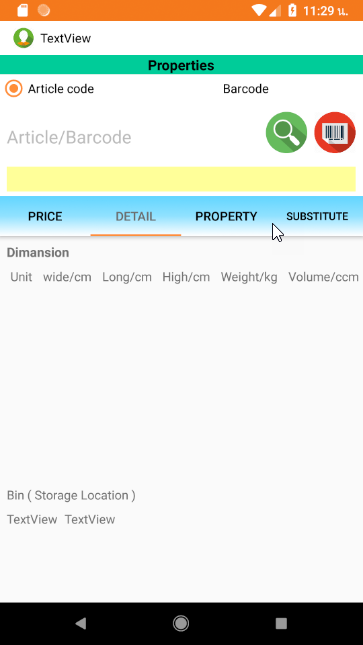 11:29 น.
TextView
Properties
Article code Barcode
Article/Barcode
PRICE DETAIL PROPERTY SUBSTITUTE
Dimansion
Unit wide/cm Long/cm High/cm Weight/kg Volume/ccm
Bin ( Storage Location )
TextView TextView